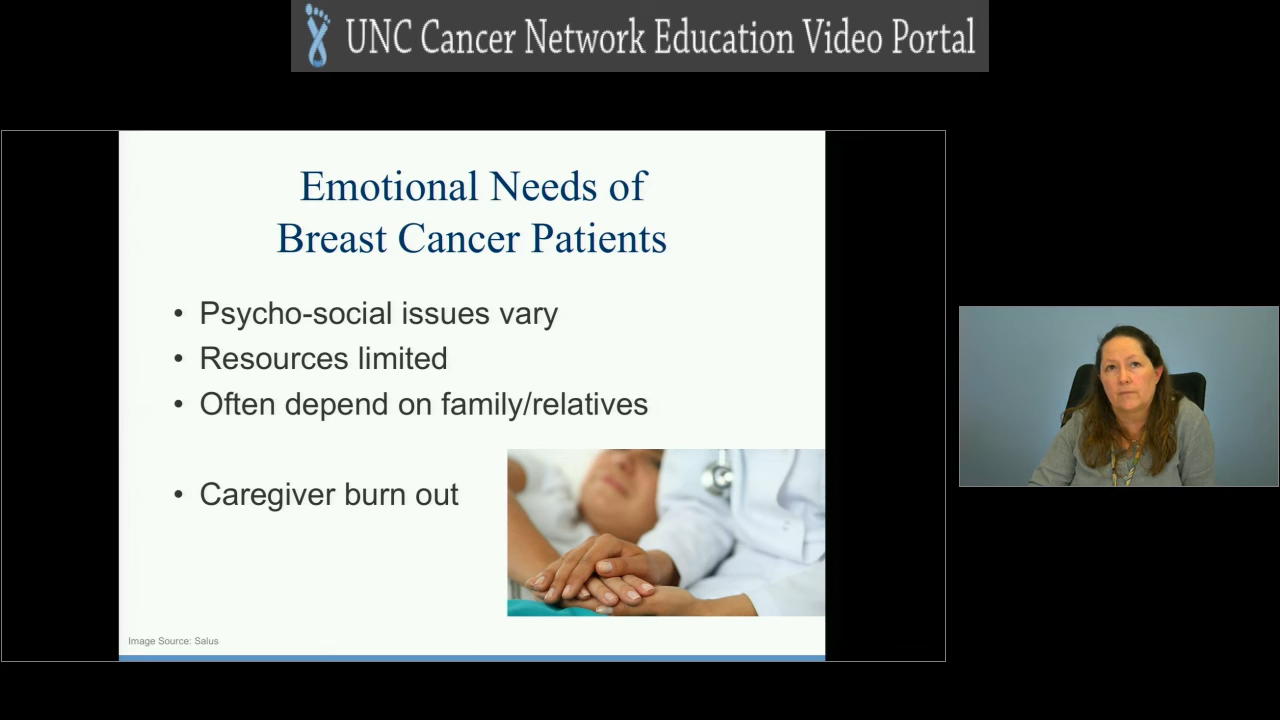 UNC Cancer Network Education Video Portal
Emotional Needs of
Breast Cancer Patients
• Psycho-social issues vary
• Resources limited
• Often depend on family/relatives
• Caregiver burn out
Image Source: Salus